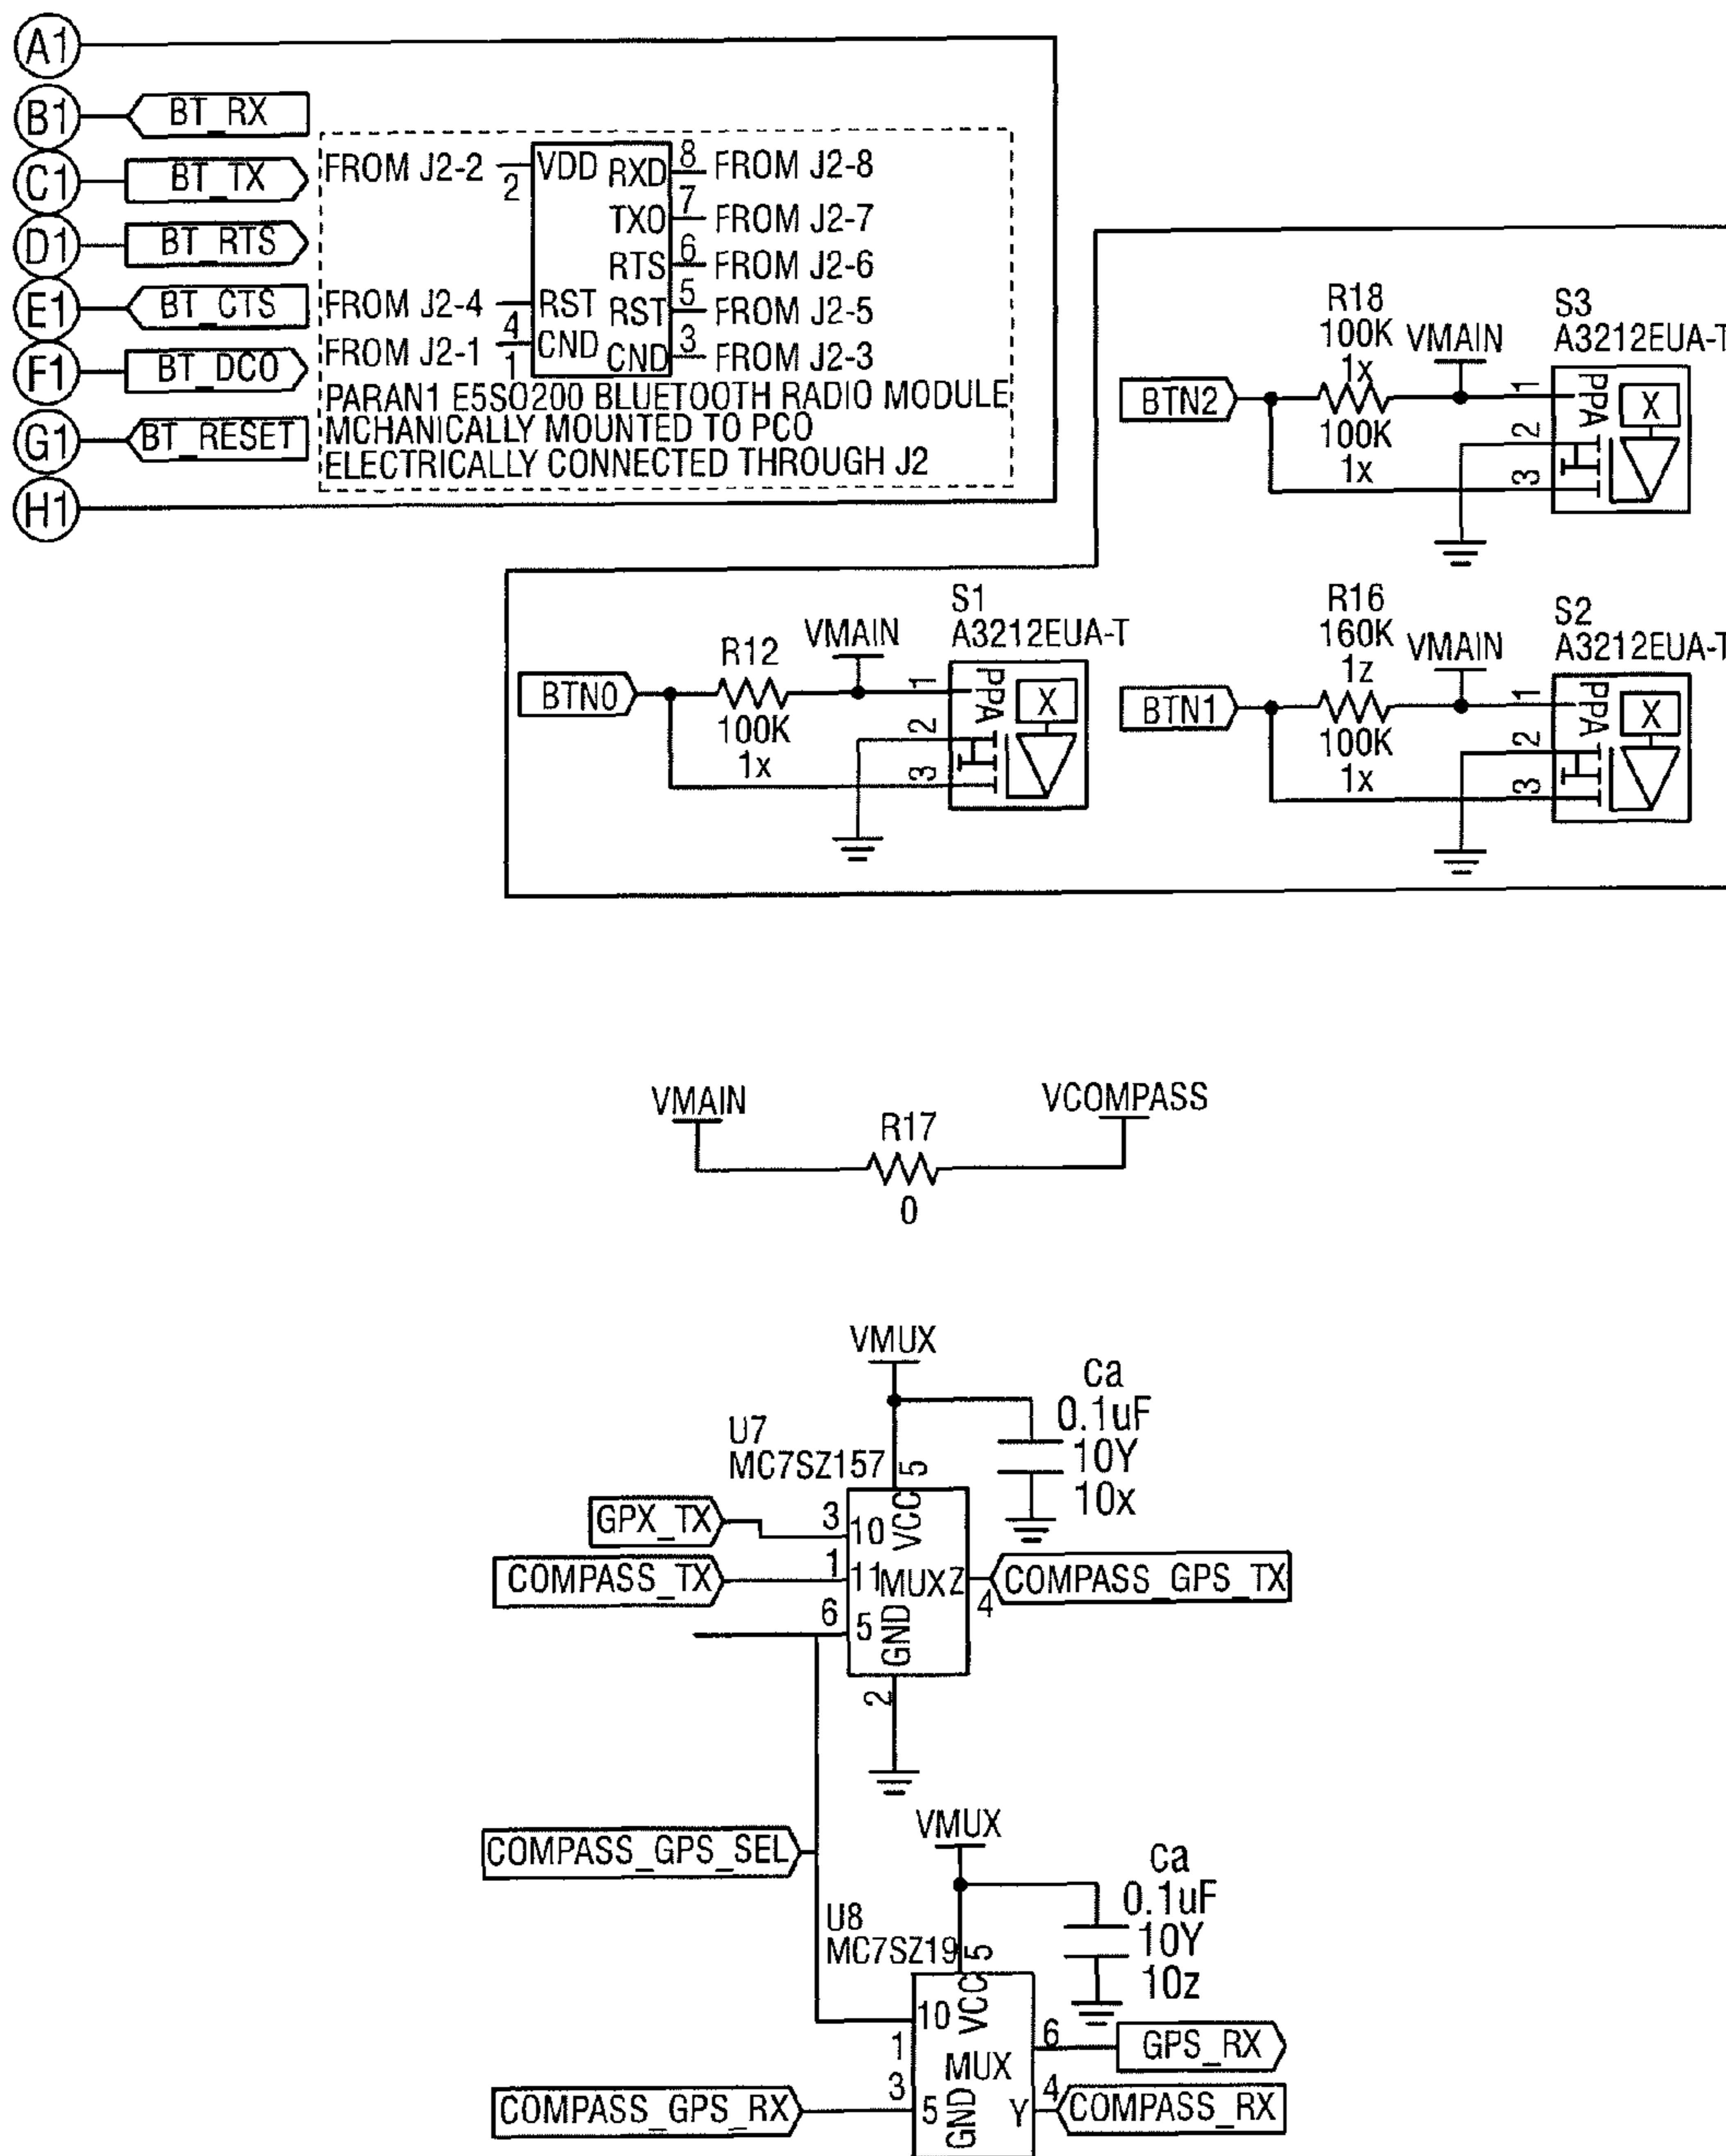 A1
B1
BT_RX
C1
BT_TX
D1
BT_RTS
E1
BT_CTS
F1
BT_DCO
G1
BT_RESET
H1
FROM J2-2
2
VDD
RXD
8
FROM J2-8
TXO
7
FROM J2-7
RTS
6
FROM J2-6
FROM J2-4
4
RST
RST
5
FROM J2-5
FROM J2-1
1
CND
CND
3
FROM J2-3
PARAN1 E5SO200 BLUETOOTH RADIO MODULE
MCHANICALLY MOUNTED TO PCO
ELECTRICALLY CONNECTED THROUGH J2
BTN2
R18
100K
1x
100K
1x
VMAIN
S3
A3212EUA-T
1
2
3
PPA
X
BTN0
R12
100K
1x
VMAIN
S1
A3212EUA-T
1
2
3
PPA
X
BTN1
R16
160K
1z
100K
1x
VMAIN
S2
A3212EUA-T
1
2
3
PPA
X
VMAIN
R17
0
VCOMPASS
VMUX
Ca
0.1uF
10Y
10x
U7
MC7SZ157
5
VCC
GPX_TX
3
10
COMPASS_TX
1
11
MUX
Z
4
COMPASS_GPS_TX
6
5
GND
2
COMPASS_GPS_SEL
VMUX
Ca
0.1uF
10Y
10z
U8
MC7SZ19
5
VCC
10
1
MUX
6
GPS_RX
COMPASS_GPS_RX
3
5
GND
Y
4
COMPASS_RX